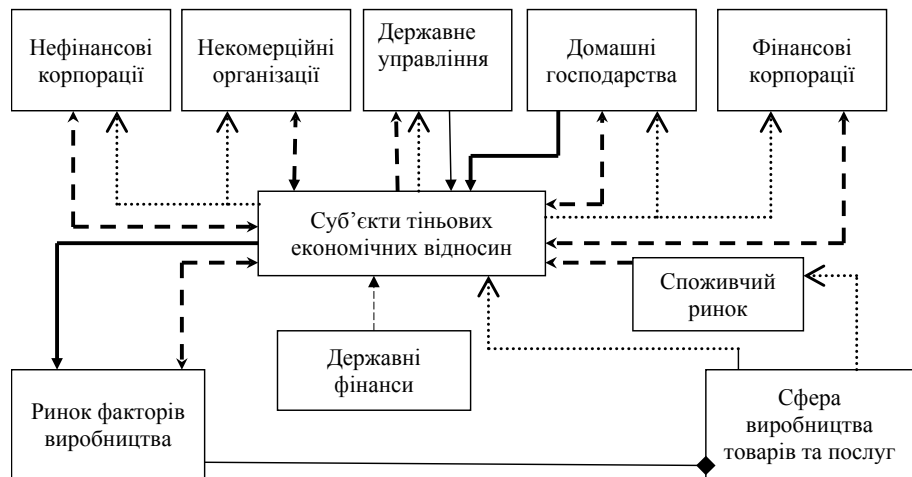 Нефінансові
корпорації
Некомерційні
організації
Державне
управління
Домашні
господарства
Фінансові
корпорації
Суб’єкти тіньових
економічних відносин
Споживчий
ринок
Державні
фінанси
Ринок факторів
виробництва
Сфера
виробництва
товарів та послуг